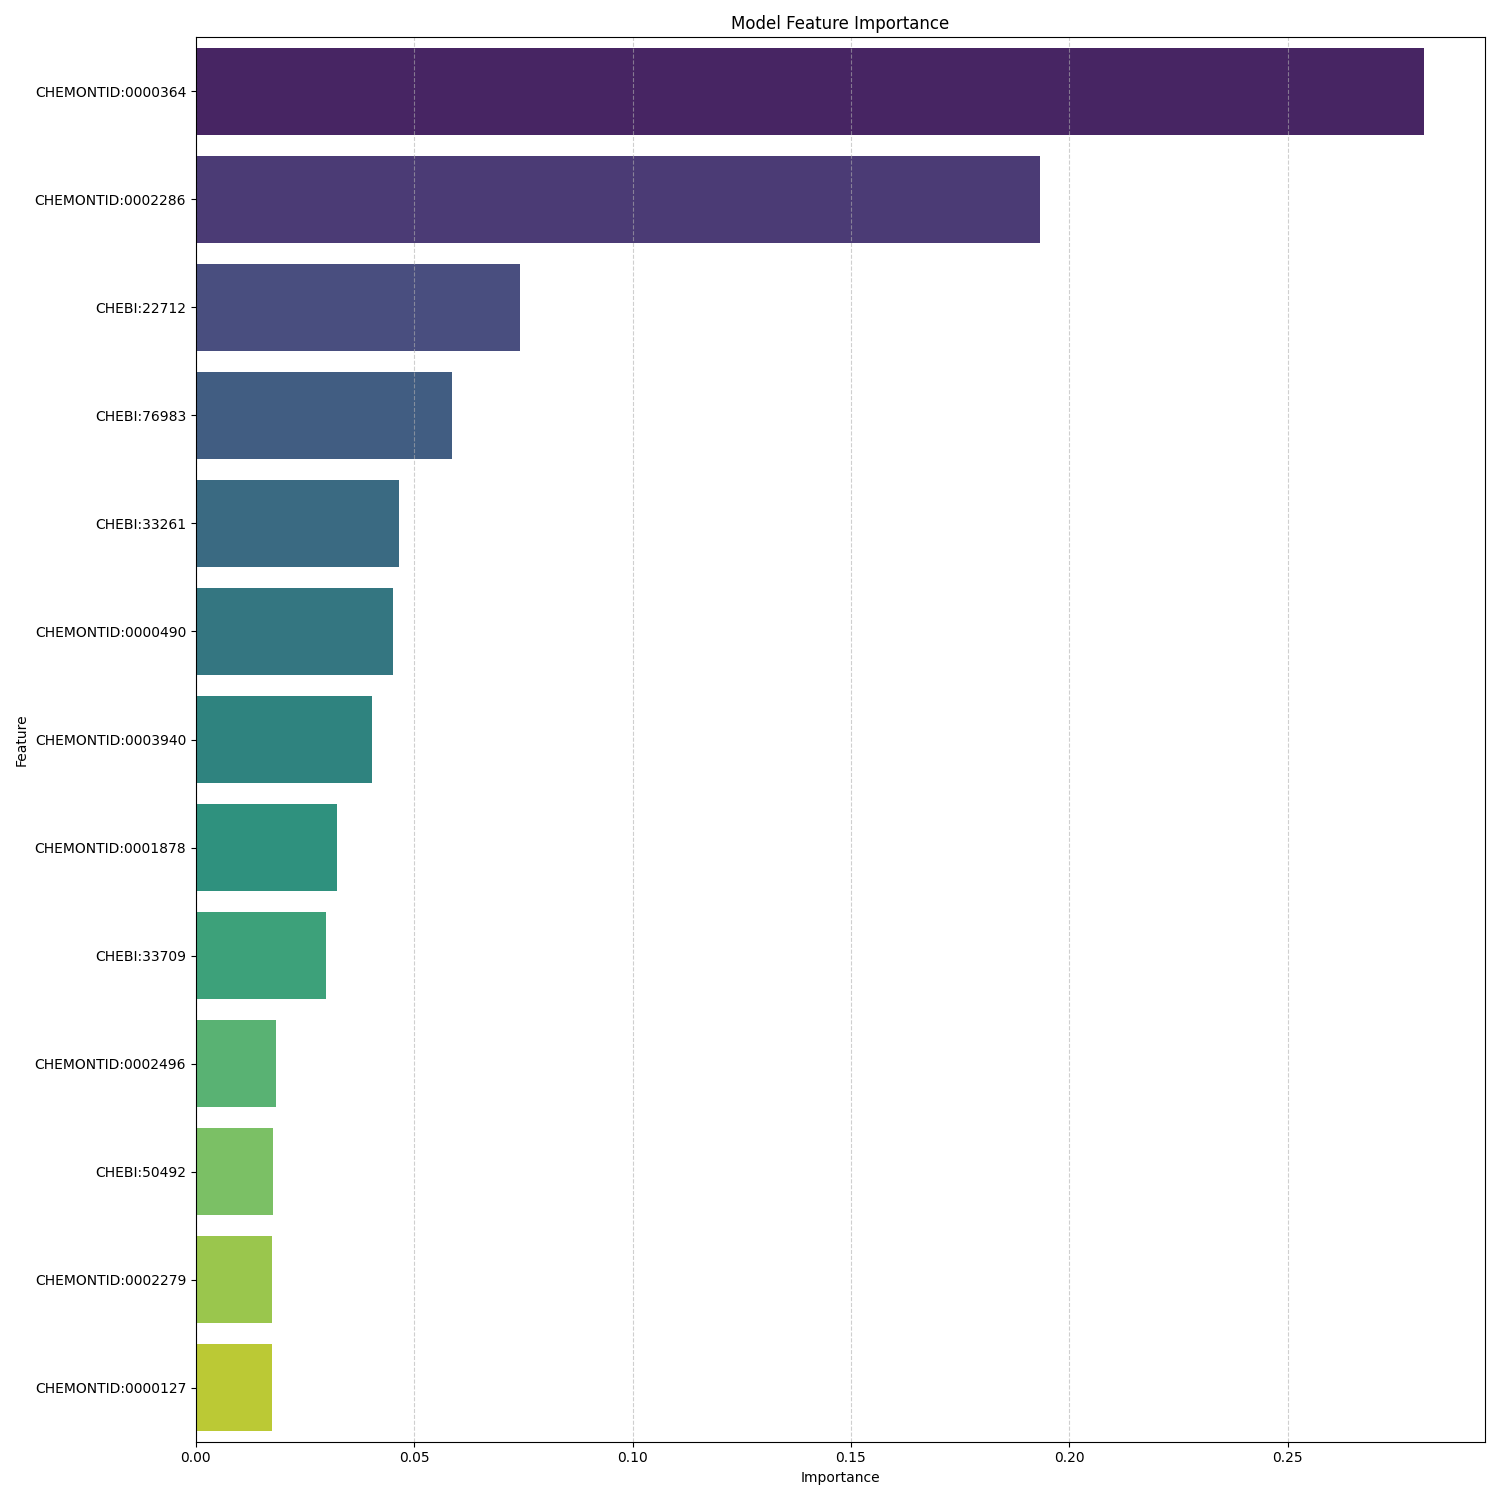 Model Feature Importance
CHEMONTID:0000364
CHEMONTID:0002286
CHEBI:22712
CHEBI:76983
CHEBI:33261
CHEMONTID:0000490
CHEMONTID:0003940
CHEMONTID:0001878
CHEBI:33709
CHEMONTID:0002496
CHEBI:50492
CHEMONTID:0002279
CHEMONTID:0000127
Feature
0.00 0.05 0.10 0.15 0.20 0.25
Importance